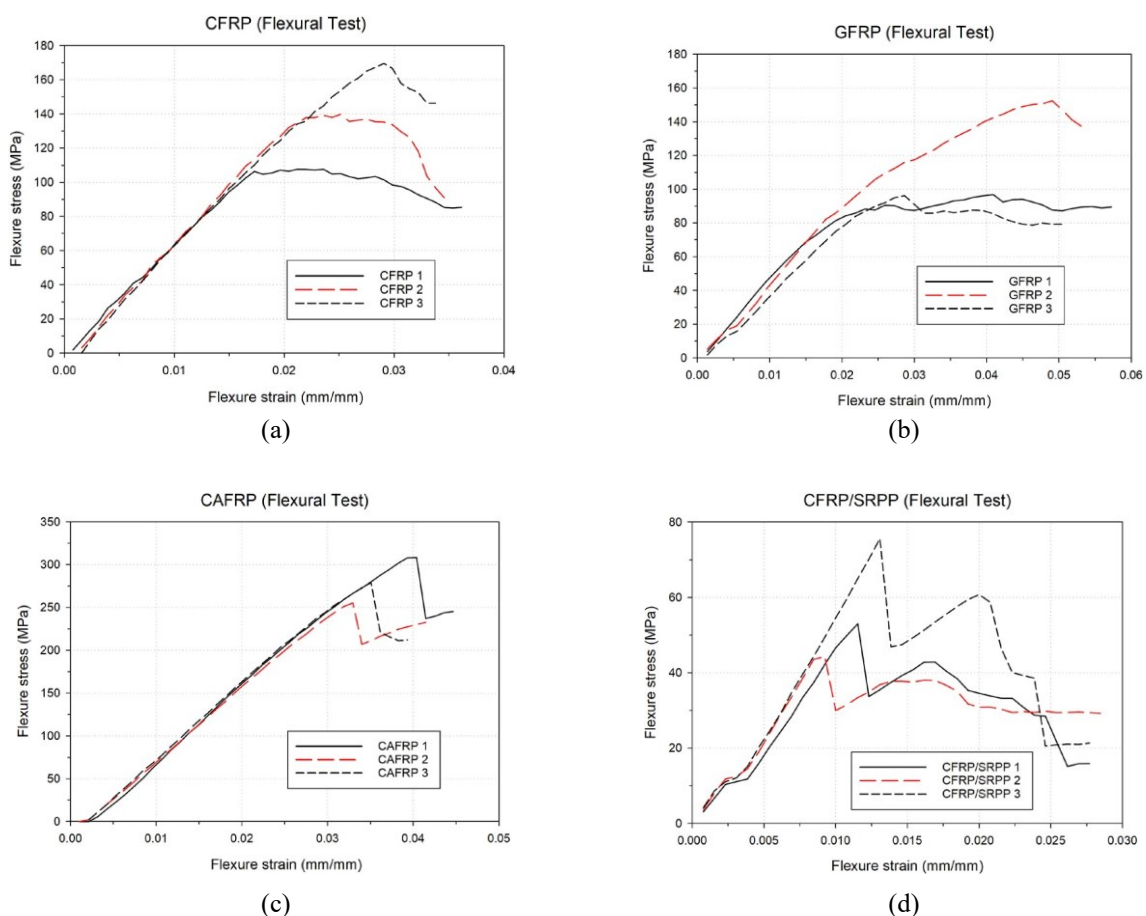 CFRP (Flexural Test)
180
160
140
120
100
80
60
40
20
0
Flexure stress (MPa)
CFRP 1
CFRP 2
CFRP 3
0.00 0.01 0.02 0.03 0.04
Flexure strain (mm/mm)
(a)
GFRP (Flexural Test)
180
160
140
120
100
80
60
40
20
0
Flexure stress (MPa)
GFRP 1
GFRP 2
GFRP 3
0.00 0.01 0.02 0.03 0.04 0.05 0.06
Flexure strain (mm/mm)
(b)
CAFRP (Flexural Test)
350
300
250
200
150
100
50
0
Flexure stress (MPa)
CAFRP 1
CAFRP 2
CAFRP 3
0.00 0.01 0.02 0.03 0.04 0.05
Flexure strain (mm/mm)
(c)
CFRP/SRPP (Flexural Test)
80
60
40
20
0
Flexure stress (MPa)
CFRP/SRPP 1
CFRP/SRPP 2
CFRP/SRPP 3
0.000 0.005 0.010 0.015 0.020 0.025 0.030
Flexure strain (mm/mm)
(d)